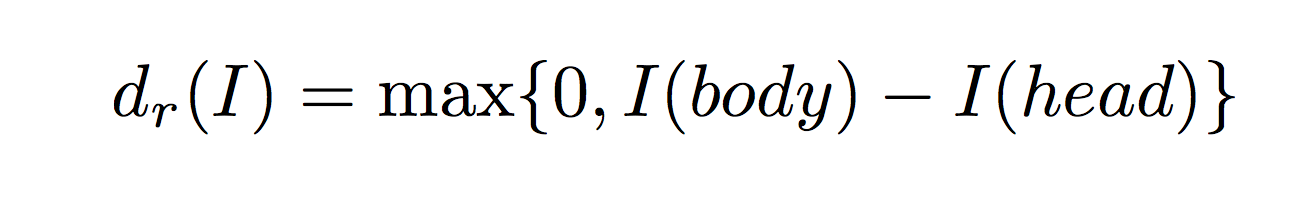 d_r(I) = max{0, I(body) − I(head)}